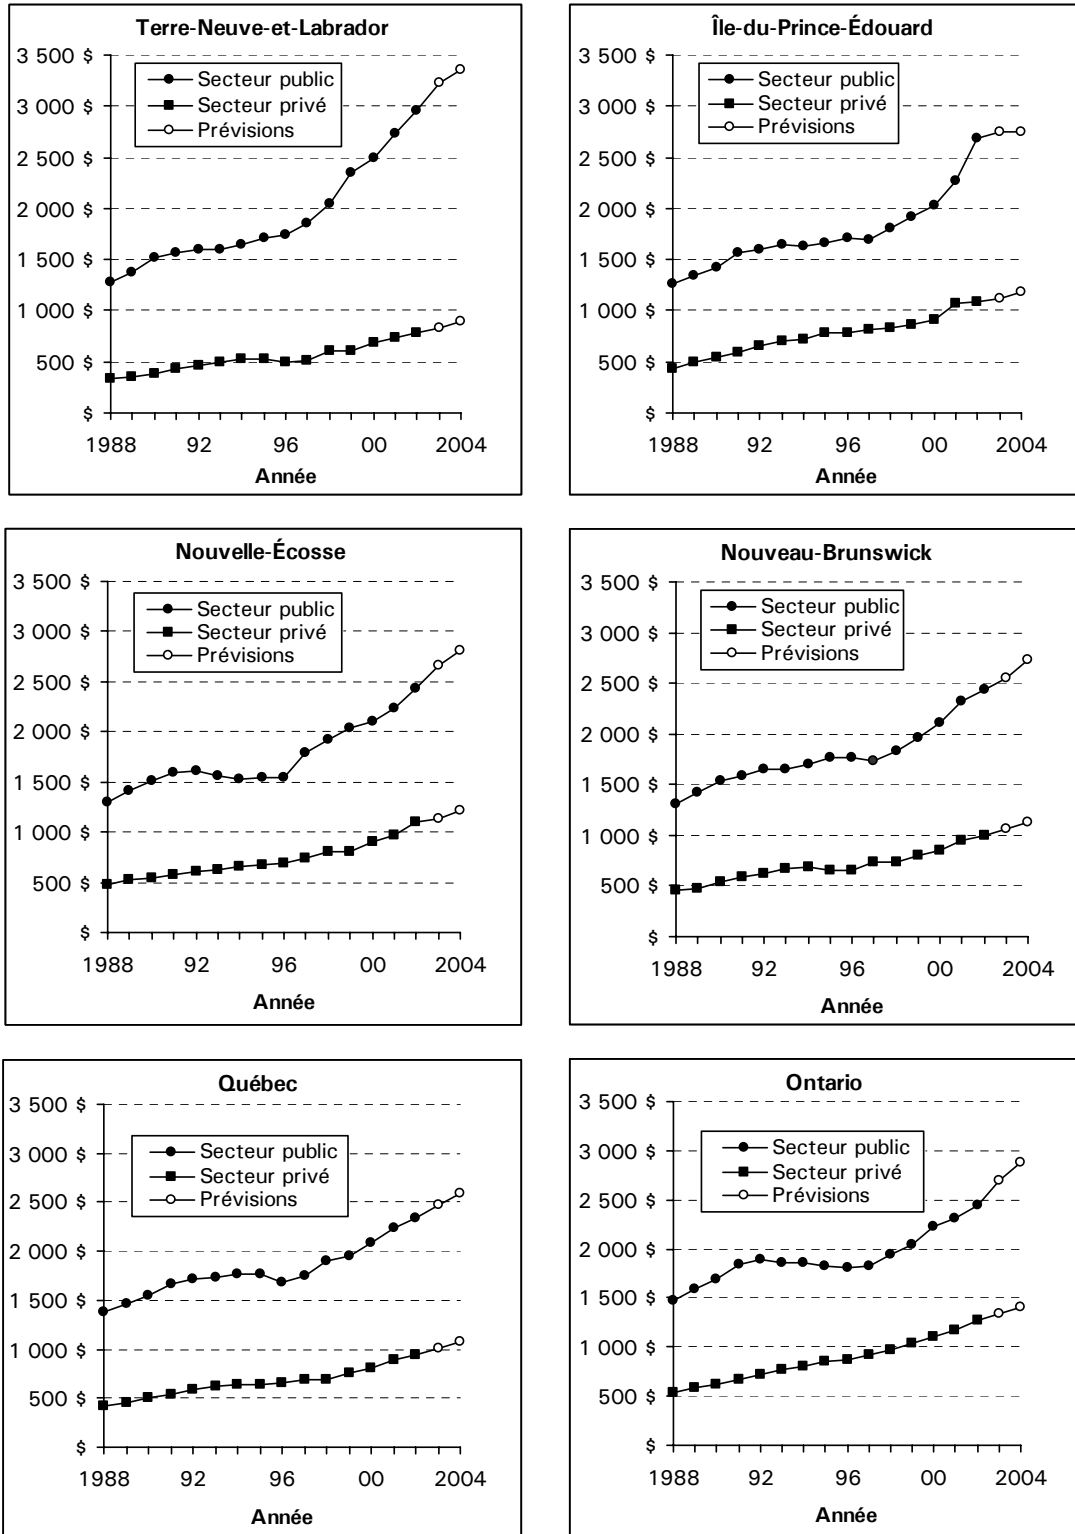 Terre-Neuve-et-Labrador
3 500 $
3 000 $
2 500 $
2 000 $
1 500 $
1 000 $
500 $
$
Secteur public
Secteur privé
Prévisions
1988 92 96 00 2004
Année
Île-du-Prince-Édouard
3 500 $
3 000 $
2 500 $
2 000 $
1 500 $
1 000 $
500 $
$
Secteur public
Secteur privé
Prévisions
1988 92 96 00 2004
Année
Nouvelle-Écosse
3 500 $
3 000 $
2 500 $
2 000 $
1 500 $
1 000 $
500 $
$
Secteur public
Secteur privé
Prévisions
1988 92 96 00 2004
Année
Nouveau-Brunswick
3 500 $
3 000 $
2 500 $
2 000 $
1 500 $
1 000 $
500 $
$
Secteur public
Secteur privé
Prévisions
1988 92 96 00 2004
Année
Québec
3 500 $
3 000 $
2 500 $
2 000 $
1 500 $
1 000 $
500 $
$
Secteur public
Secteur privé
Prévisions
1988 92 96 00 2004
Année
Ontario
3 500 $
3 000 $
2 500 $
2 000 $
1 500 $
1 000 $
500 $
$
Secteur public
Secteur privé
Prévisions
1988 92 96 00 2004
Année